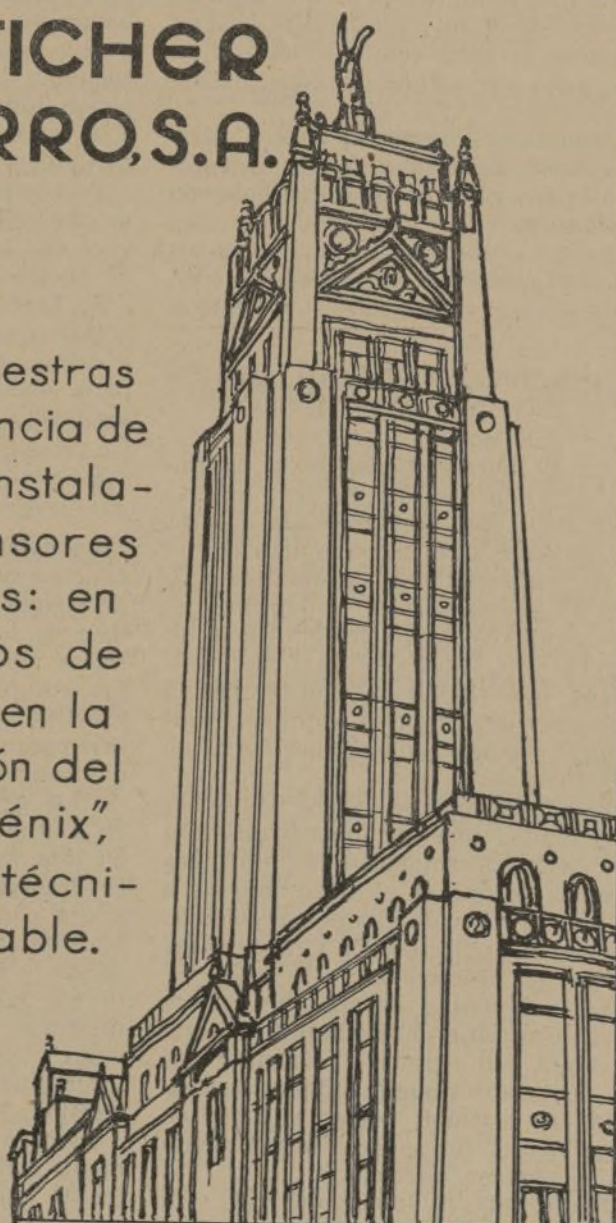 TICHER
RRO, S.A.
estras
ncia de
nstala-
nsores
s: en
os de
en la
ón del
énix",
técni-
able.